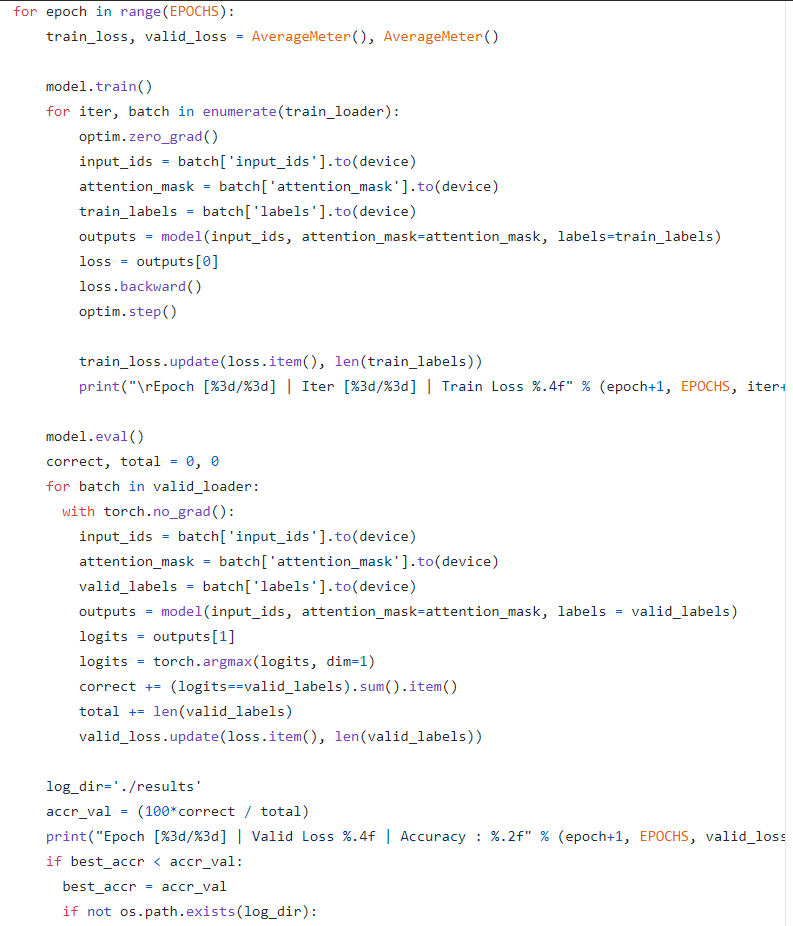 for epoch in range(EPOCHS):
train_loss, valid_loss = AverageMeter(), AverageMeter()
model.train()
for iter, batch in enumerate(train_loader):
optim.zero_grad()
input_ids = batch['input_ids'].to(device)
attention_mask = batch['attention_mask'].to(device)
train_labels = batch['labels'].to(device)
outputs = model(input_ids, attention_mask=attention_mask, labels=train_labels)
loss = outputs[0]
loss.backward()
optim.step()
train_loss.update(loss.item(), len(train_labels))
print("\rEpoch [%3d/%3d] | Iter [%3d/%3d] | Train Loss %.4f" % (epoch+1, EPOCHS, iter+
model.eval()
correct, total = 0, 0
for batch in valid_loader:
with torch.no_grad():
input_ids = batch['input_ids'].to(device)
attention_mask = batch['attention_mask'].to(device)
valid_labels = batch['labels'].to(device)
outputs = model(input_ids, attention_mask=attention_mask, labels = valid_labels)
logits = outputs[1]
logits = torch.argmax(logits, dim=1)
correct += (logits==valid_labels).sum().item()
total += len(valid_labels)
valid_loss.update(loss.item(), len(valid_labels))
log_dir='./results'
accr_val = (100*correct / total)
print("Epoch [%3d/%3d] | Valid Loss %.4f | Accuracy : %.2f" % (epoch+1, EPOCHS, valid_loss
if best_accr < accr_val:
best_accr = accr_val
if not os.path.exists(log_dir):